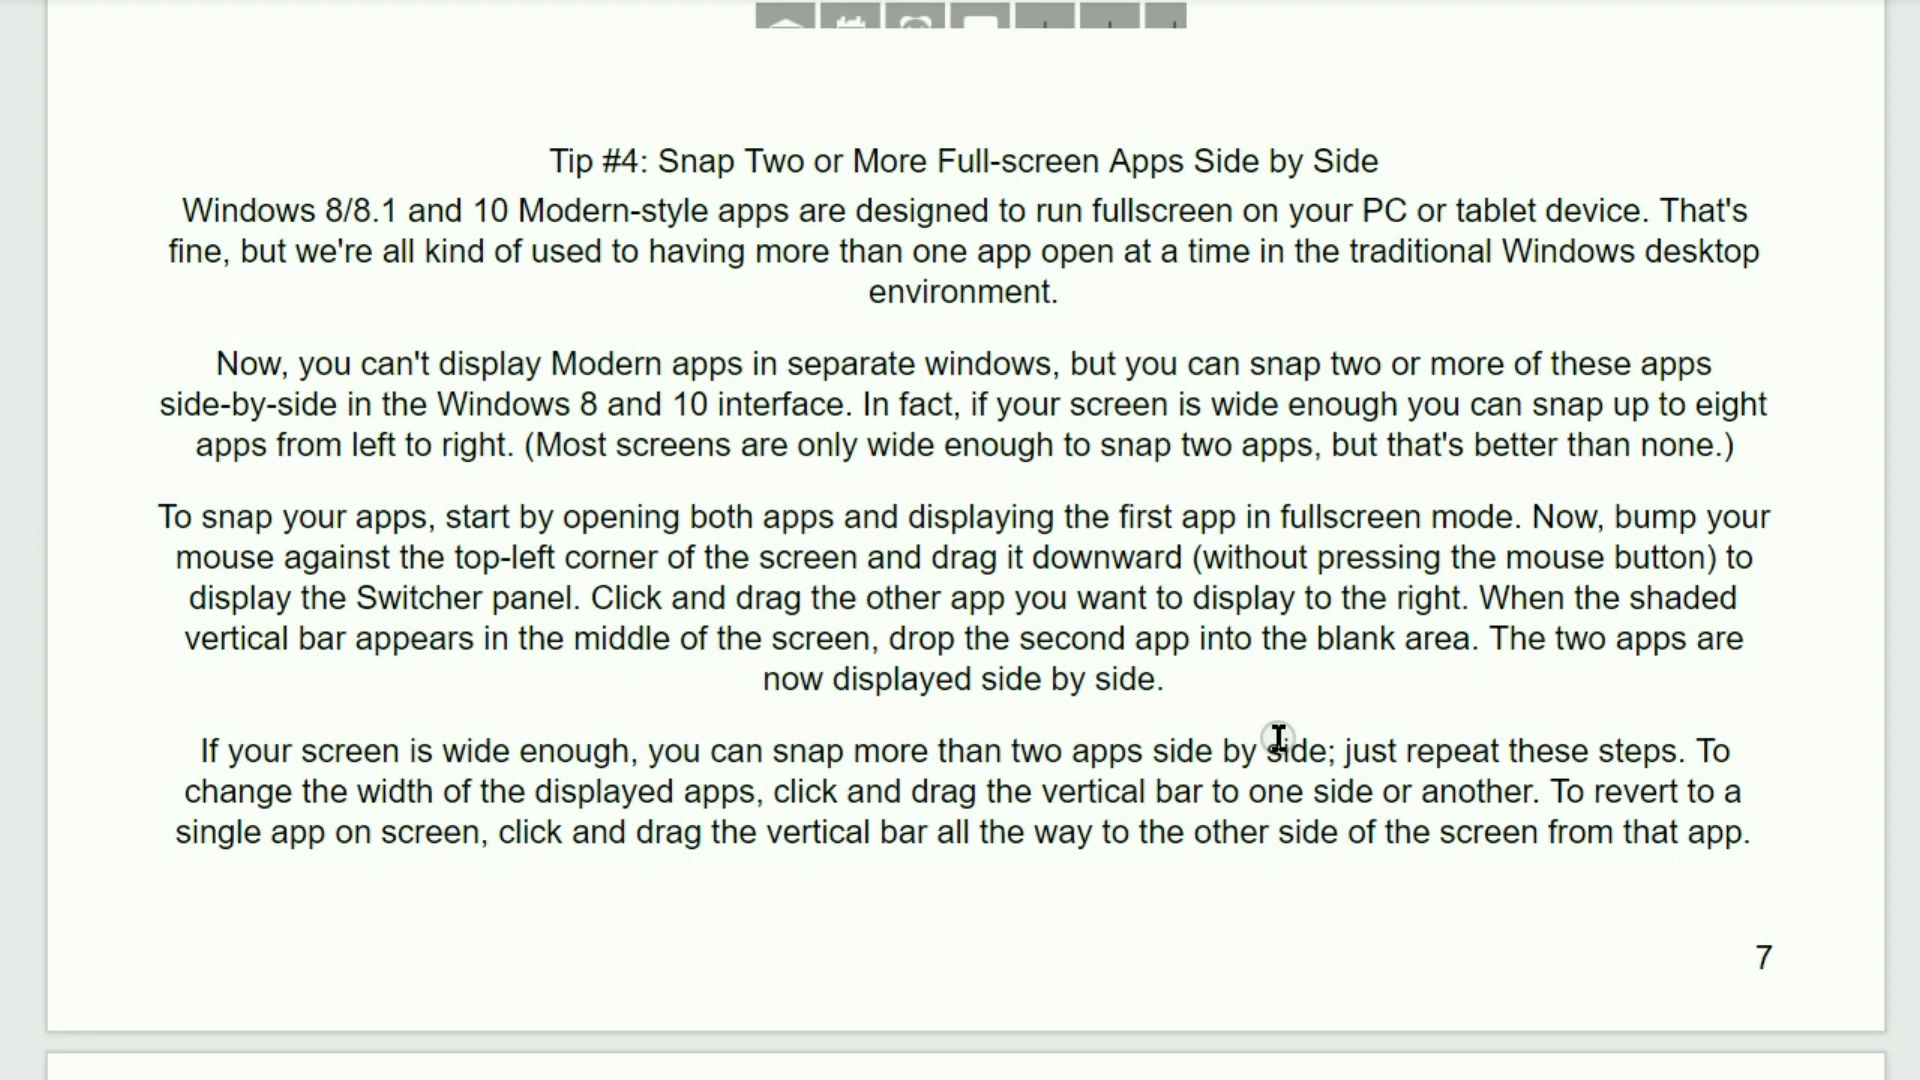 Tip #4: Snap Two or More Full-screen Apps Side by Side
Windows 8/8.1 and 10 Modern-style apps are designed to run fullscreen on your PC or tablet device. That's
fine, but we're all kind of used to having more than one app open at a time in the traditional Windows desktop
environment.
Now, you can't display Modern apps in separate windows, but you can snap two or more of these apps
side-by-side in the Windows 8 and 10 interface. In fact, if your screen is wide enough you can snap up to eight
apps from left to right. (Most screens are only wide enough to snap two apps, but that's better than none.)
To snap your apps, start by opening both apps and displaying the first app in fullscreen mode. Now, bump your
mouse against the top-left corner of the screen and drag it downward (without pressing the mouse button) to
display the Switcher panel. Click and drag the other app you want to display to the right. When the shaded
vertical bar appears in the middle of the screen, drop the second app into the blank area. The two apps are
now displayed side by side.
If your screen is wide enough, you can snap more than two apps side by side; just repeat these steps. To
change the width of the displayed apps, click and drag the vertical bar to one side or another. To revert to a
single app on screen, click and drag the vertical bar all the way to the other side of the screen from that app.
7